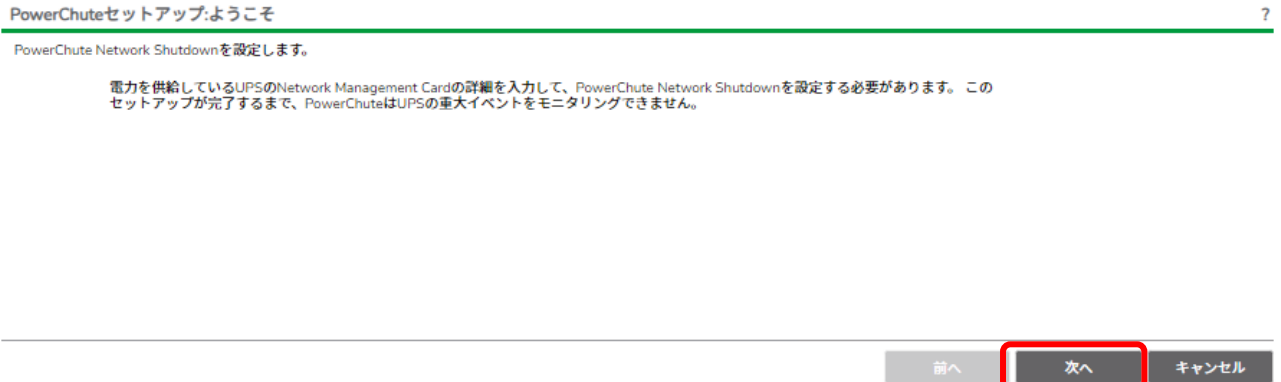 PowerChuteセットアップ:ようこそ ?
PowerChute Network Shutdownを設定します。
電力を供給しているUPSのNetwork Management Cardの詳細を入力して、PowerChute Network Shutdownを設定する必要があります。 この
セットアップが完了するまで、PowerChuteはUPSの重大イベントをモニタリングできません。
前へ 次へ キャンセル